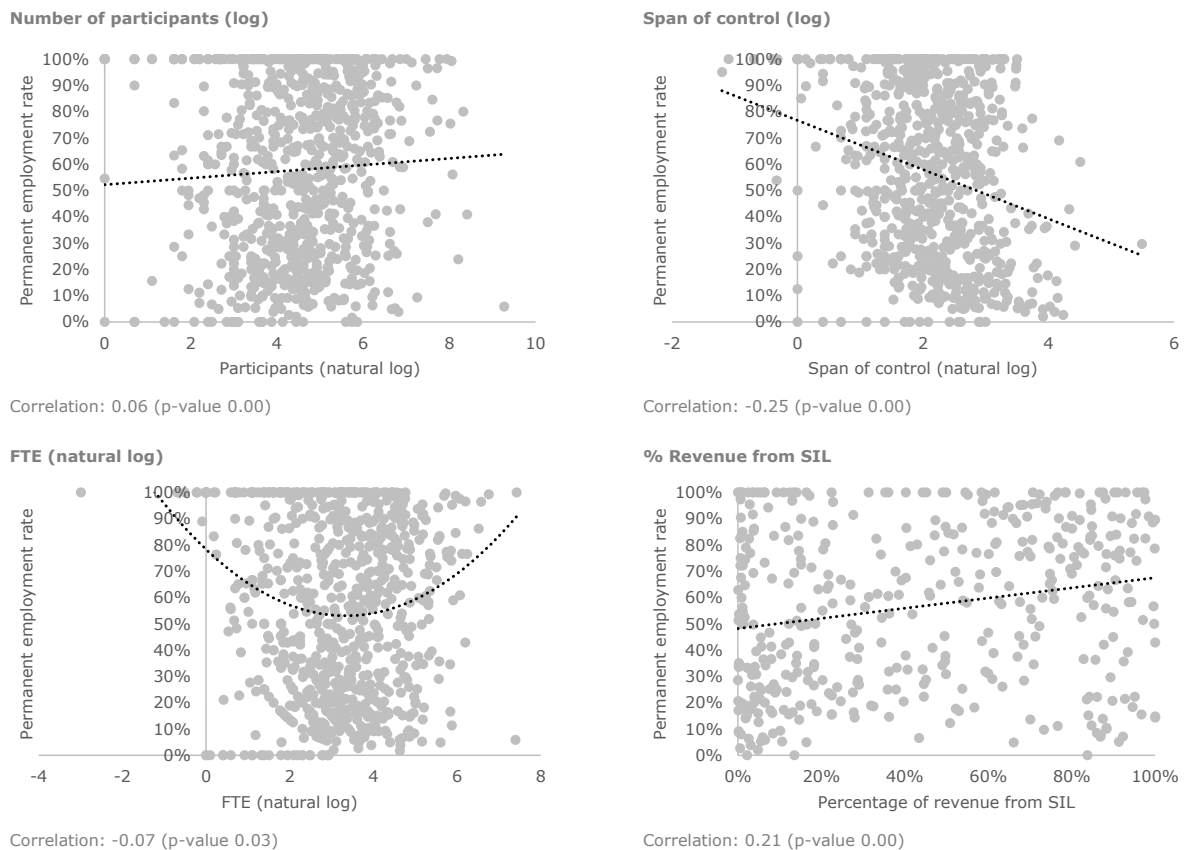 Number of participants (log)
Permanent employment rate
100%
90%
80%
70%
60%
50%
40%
30%
20%
10%
0%
0 2 4 6 8 10
Participants (natural log)
Correlation: 0.06 (p-value 0.00)
Span of control (log)
Permanent employment rate
100%
90%
80%
70%
60%
50%
40%
30%
20%
10%
0%
-2 0 2 4 6
Span of control (natural log)
Correlation: -0.25 (p-value 0.00)
FTE (natural log)
Permanent employment rate
100%
90%
80%
70%
60%
50%
40%
30%
20%
10%
0%
-4 -2 0 2 4 6 8
FTE (natural log)
Correlation: -0.07 (p-value 0.03)
% Revenue from SIL
Permanent employment rate
100%
90%
80%
70%
60%
50%
40%
30%
20%
10%
0%
0% 20% 40% 60% 80% 100%
Percentage of revenue from SIL
Correlation: 0.21 (p-value 0.00)